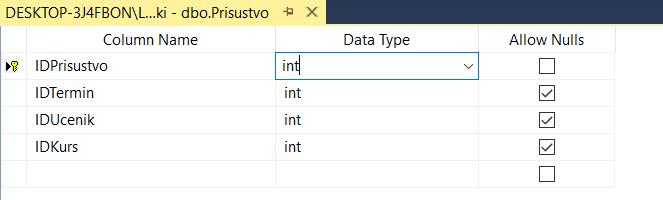 DESKTOP-3J4FBON\L...ki - dbo.Prisustvo
Column Name Data Type Allow Nulls
IDPrisustvo int
IDTermin int
IDUcenik int
IDKurs int